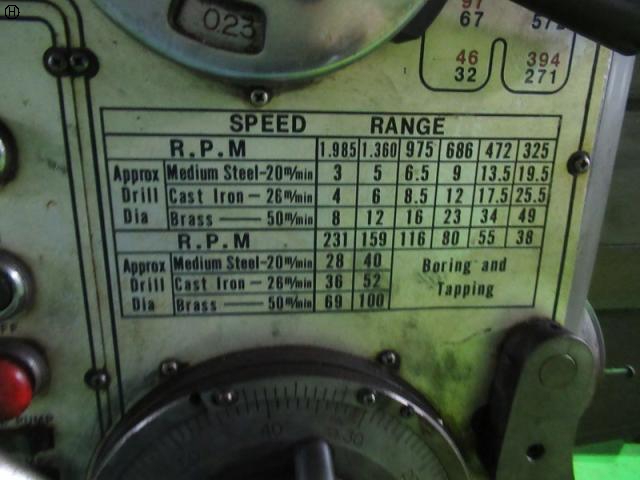 H
023
97
67 57
46 394
32 271
SPEED RANGE
R.P.M 1.985 1.360 975 686 472 325
Approx Drill Dia
Medium Steel-20m/min 3 5 6.5 9 13.5 19.5
Cast Iron-26m/min 4 6 8.5 12 17.5 25.5
Brass — 50m/min 8 12 16 23 34 49
R.P.M 231 159 116 80 55 38
Approx Drill Dia
Medium Steel-20m/min 28 40
Cast Iron — 26m/min 36 52
Brass — 50m/min 69 100
Boring and
Tapping
FF
PUMP
40 30